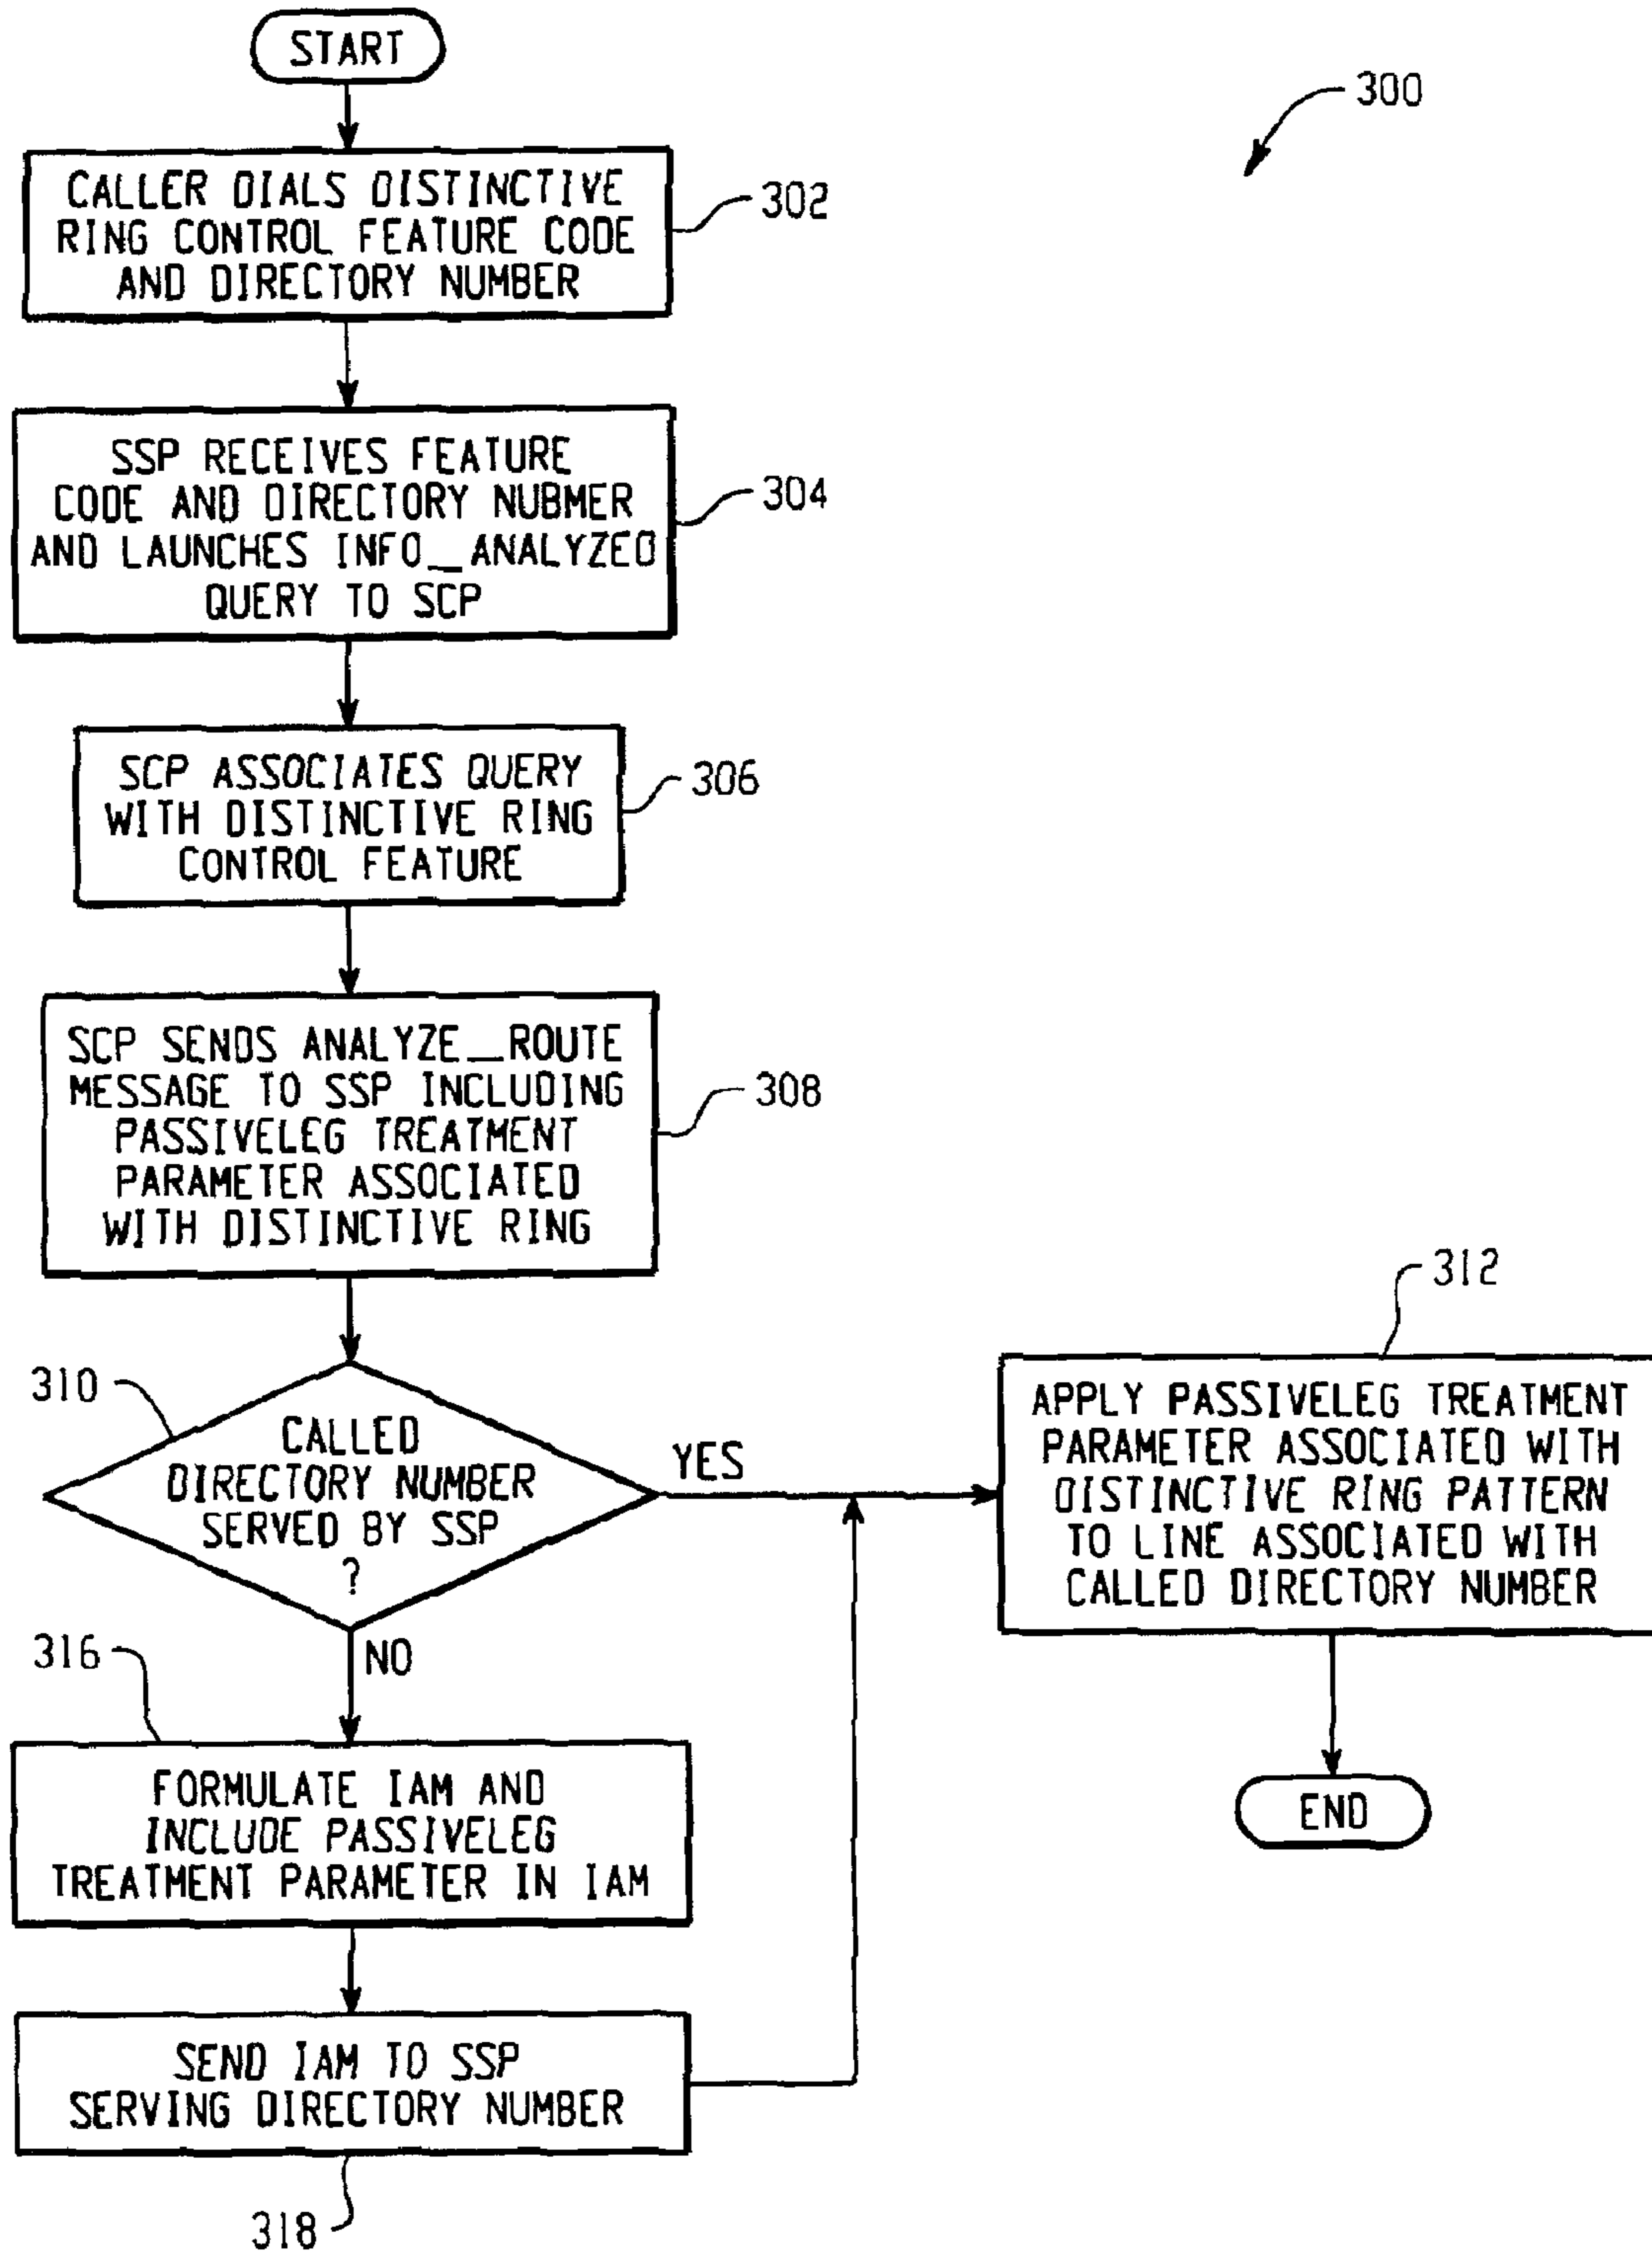 START
300
CALLER DIALS DISTINCTIVE
RING CONTROL FEATURE CODE
AND DIRECTORY NUMBER
302
SSP RECEIVES FEATURE
CODE AND DIRECTORY NUBMER
AND LAUNCHES INFO_ANALYZED
QUERY TO SCP
304
SCP ASSOCIATES QUERY
WITH DISTINCTIVE RING
CONTROL FEATURE
306
SCP SENDS ANALYZE_ROUTE
MESSAGE TO SSP INCLUDING
PASSIVELEG TREATMENT
PARAMETER ASSOCIATED
WITH DISTINCTIVE RING
308
310
CALLED
DIRECTORY NUMBER
SERVED BY SSP
?
YES
NO
312
APPLY PASSIVELEG TREATMENT
PARAMETER ASSOCIATED WITH
DISTINCTIVE RING PATTERN
TO LINE ASSOCIATED WITH
CALLED DIRECTORY NUMBER
END
316
FORMULATE IAM AND
INCLUDE PASSIVELEG
TREATMENT PARAMETER IN IAM
SEND IAM TO SSP
SERVING DIRECTORY NUMBER
318